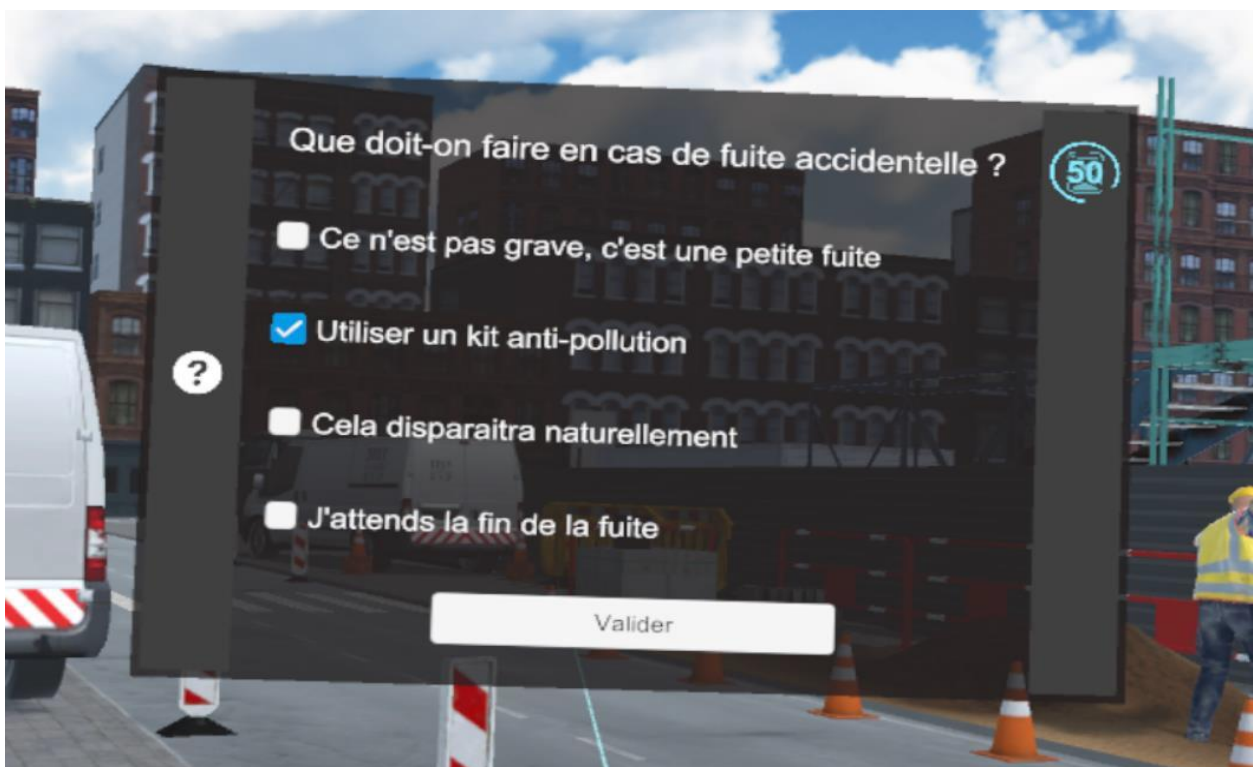 Que doit-on faire en cas de fuite accidentelle ?
50
Ce n'est pas grave, c'est une petite fuite
Utiliser un kit anti-pollution
?
Cela disparaitra naturellement
J'attends la fin de la fuite
Valider